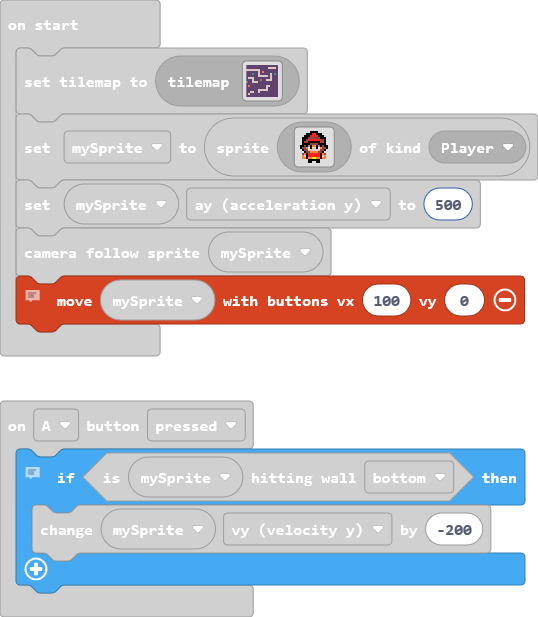 on start
set tilemap to tilemap
set mySprite to sprite of kind Player
set mySprite ay (acceleration y) to 500
camera follow sprite mySprite
move mySprite with buttons vx 100 vy 0
on A button pressed
if is mySprite hitting wall bottom then
change mySprite vy (velocity y) by -200